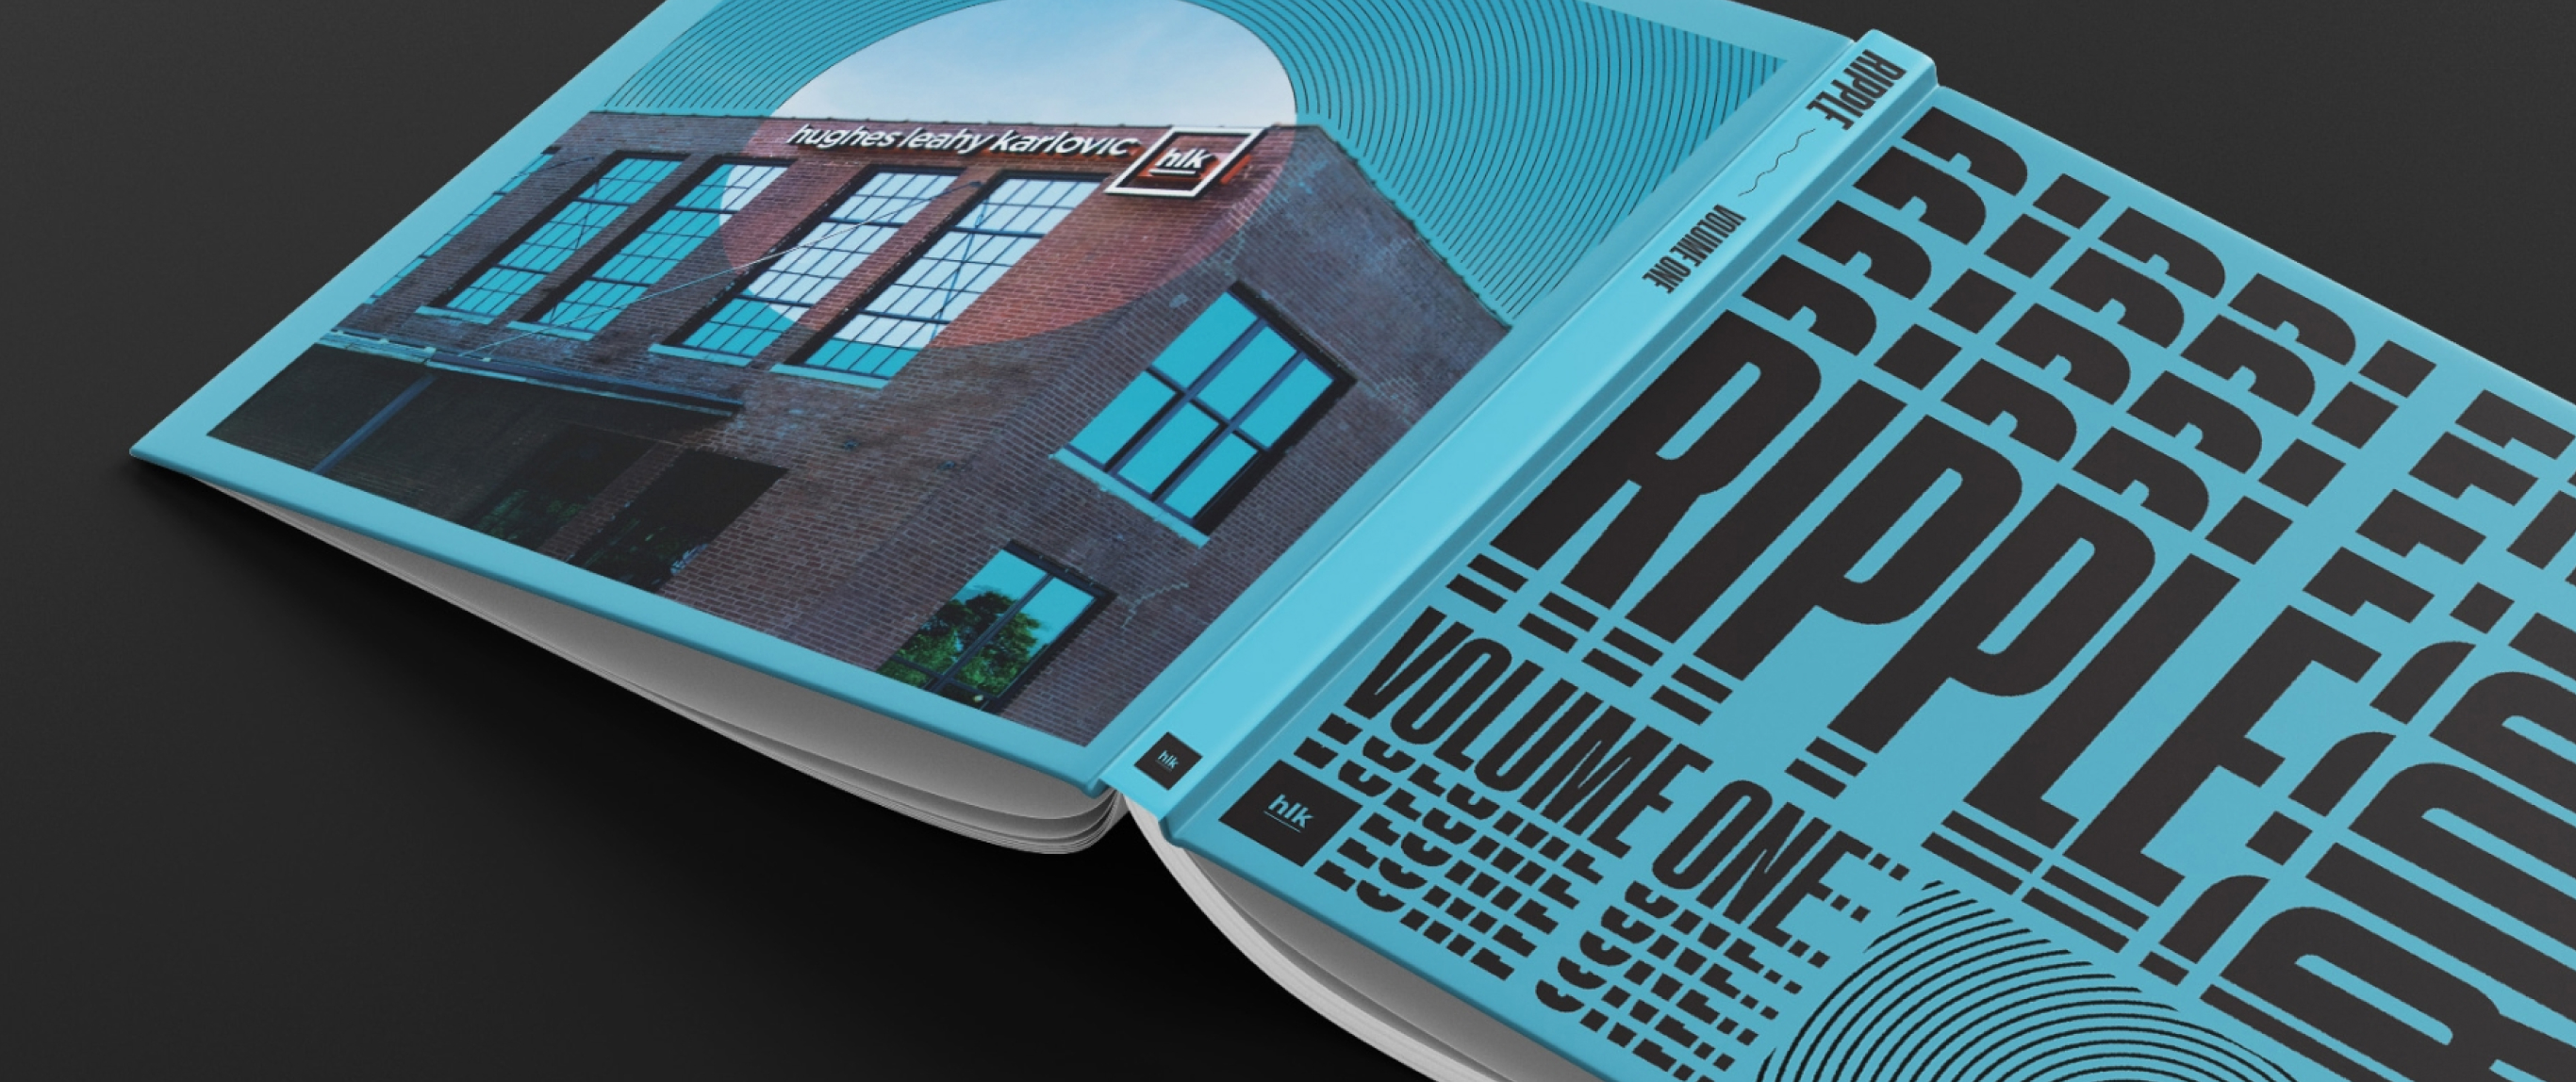 hughes leahy karlovic
hlk
RIPPLE
VOLUME ONE
hlk
RIPPLE
VOLUME ONE
hlk